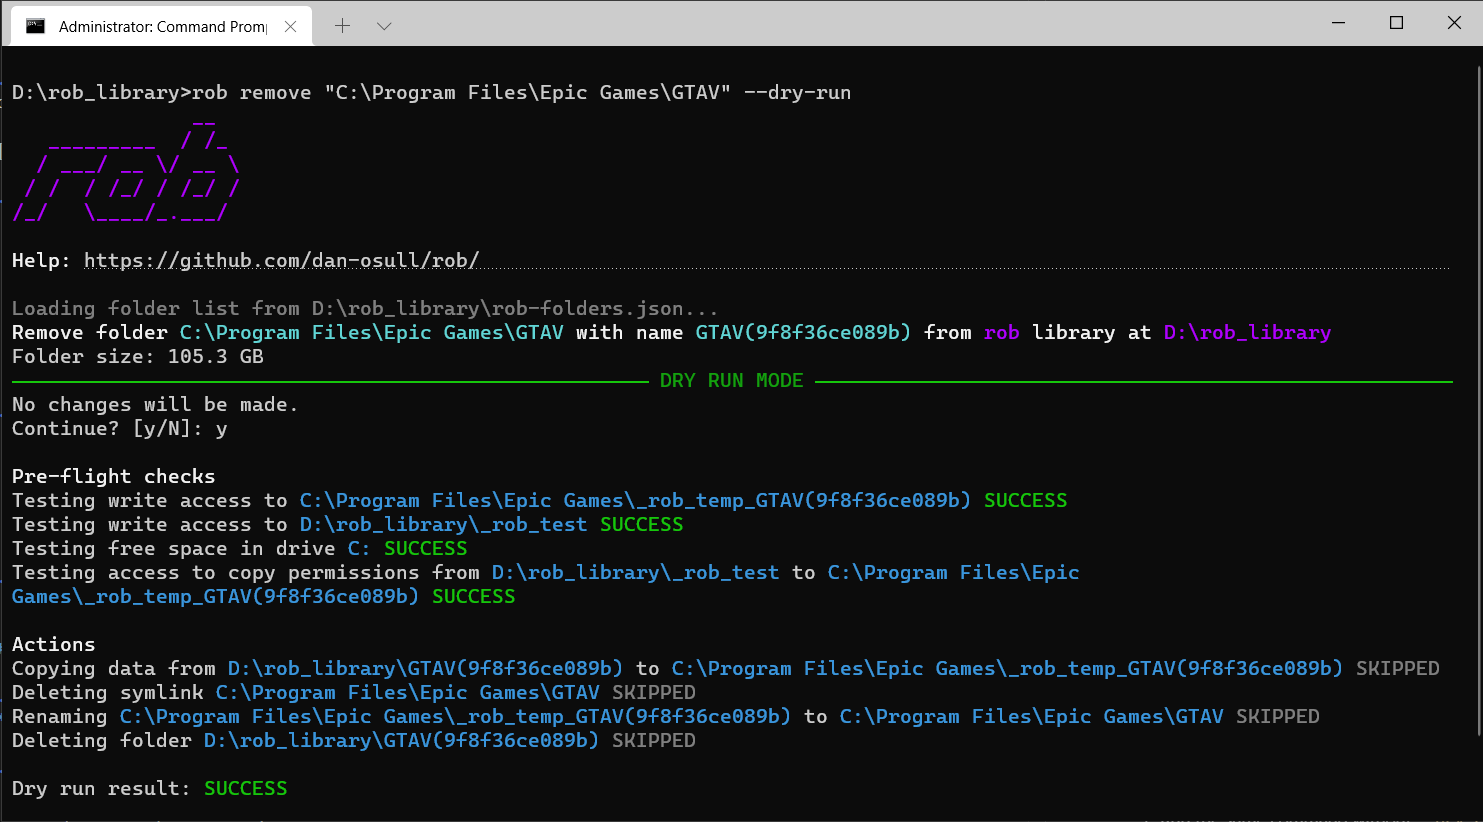 Administrator: Command Prom
D:\rob_library>rob remove "C:\Program Files\Epic Games\GTAV" --dry-run
rob
Help: https://github.com/dan-osull/rob/
Loading folder list from D:\rob_library\rob-folders.json...
Remove folder C:\Program Files\Epic Games\GTAV with name GTAV(9f8f36ce089b) from rob library at D:\rob_library
Folder size: 105.3 GB
DRY RUN MODE
No changes will be made.
Continue? [y/N]: y
Pre-flight checks
Testing write access to C:\Program Files\Epic Games\_rob_temp_GTAV(9f8f36ce089b) SUCCESS
Testing write access to D:\rob_library\_rob_test SUCCESS
Testing free space in drive C: SUCCESS
Testing access to copy permissions from D:\rob_library\_rob_test to C:\Program Files\Epic
Games\_rob_temp_GTAV(9f8f36ce089b) SUCCESS
Actions
Copying data from D:\rob_library\GTAV(9f8f36ce089b) to C:\Program Files\Epic Games\_rob_temp_GTAV(9f8f36ce089b) SKIPPED
Deleting symlink C:\Program Files\Epic Games\GTAV SKIPPED
Renaming C:\Program Files\Epic Games\_rob_temp_GTAV(9f8f36ce089b) to C:\Program Files\Epic Games\GTAV SKIPPED
Deleting folder D:\rob_library\GTAV(9f8f36ce089b) SKIPPED
Dry run result: SUCCESS